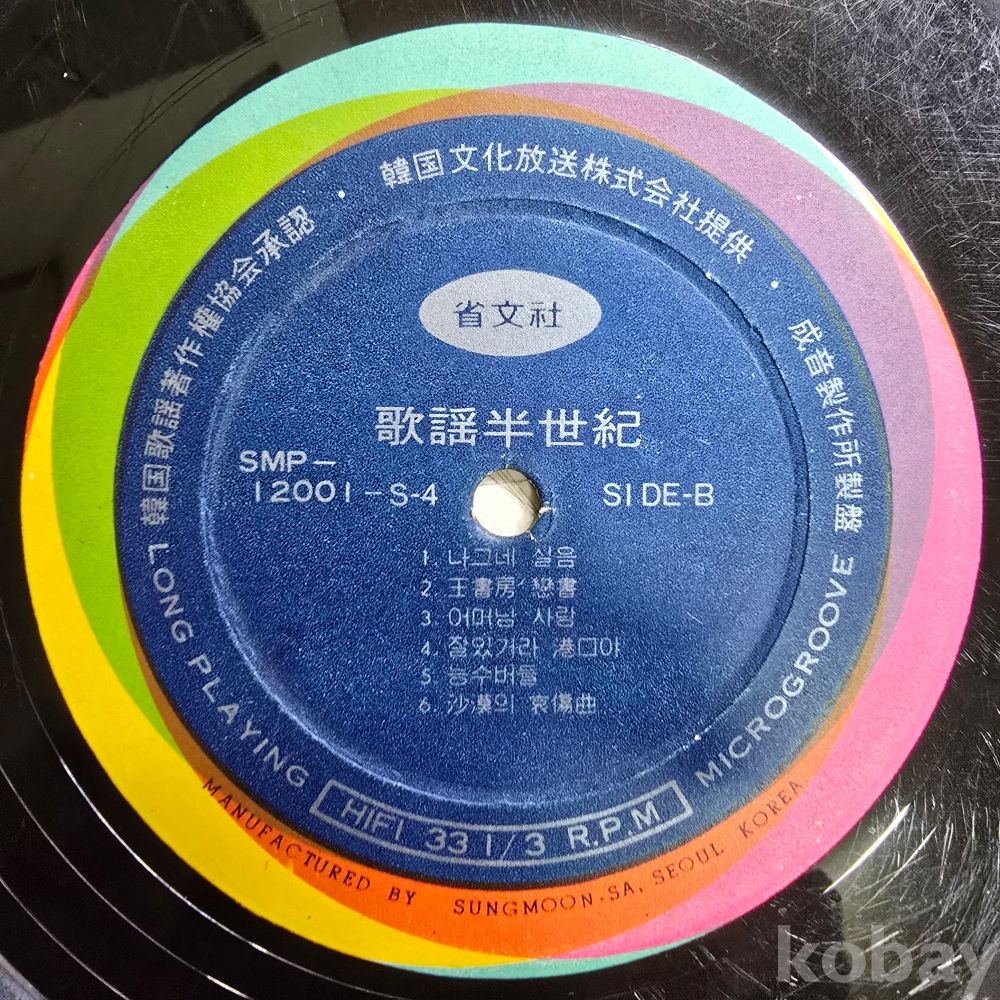 韓国歌謡著作權協会承認 · 韓国文化放送株式会社提供 · 成音製作所製盤
省文社
歌謡半世紀
SMP-
12001-S-4
SIDE-B
1. 나그네 설음
2. 王書房 戀書
3. 어머님 사랑
4. 잘있거라 港口야
5. 능수버들
6. 沙漠의 哀傷曲
LONG PLAYING
HIFI 33 1/3 R.P.M
MICROGROOVE
MANUFACTURED BY SUNGMOON-SA, SEOUL KOREA
kobay